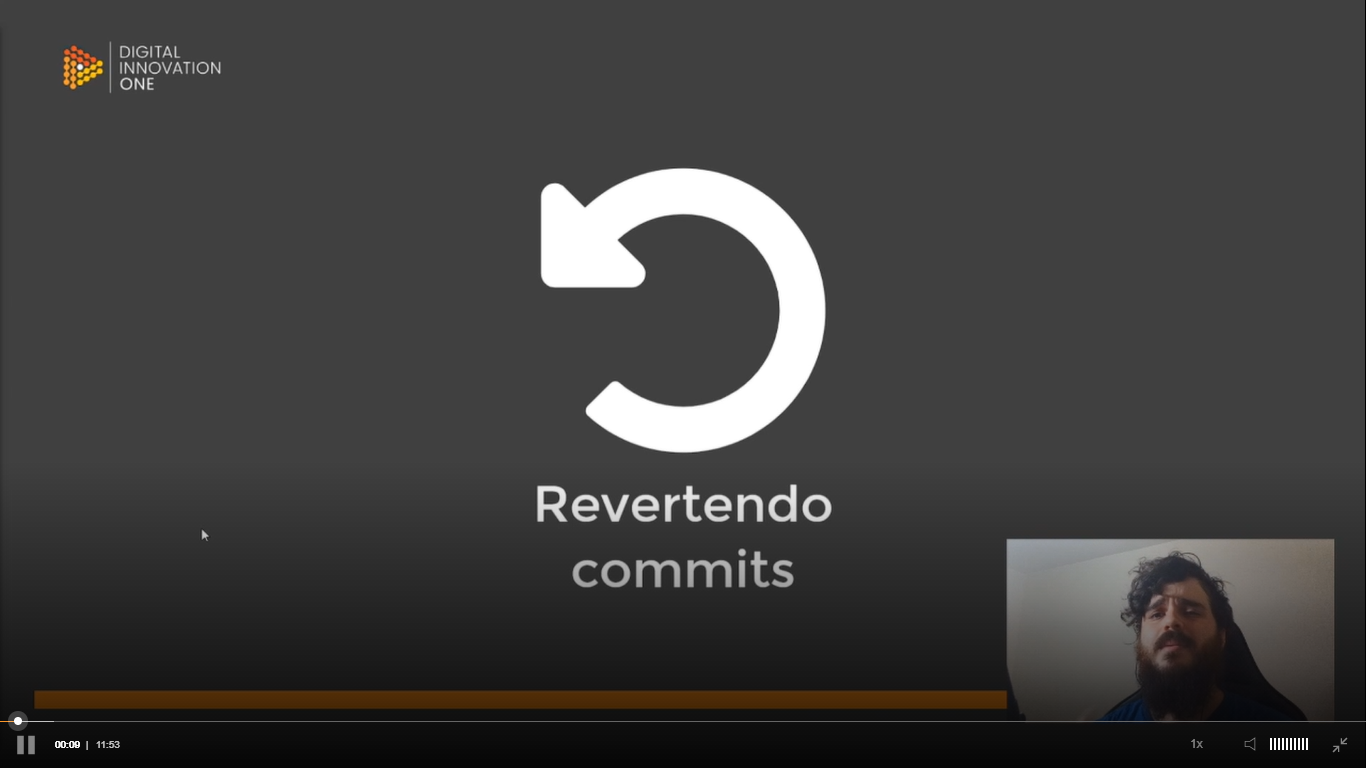 DIGITAL
INNOVATION
ONE
Revertendo
commits
00:09 | 11:53
1x